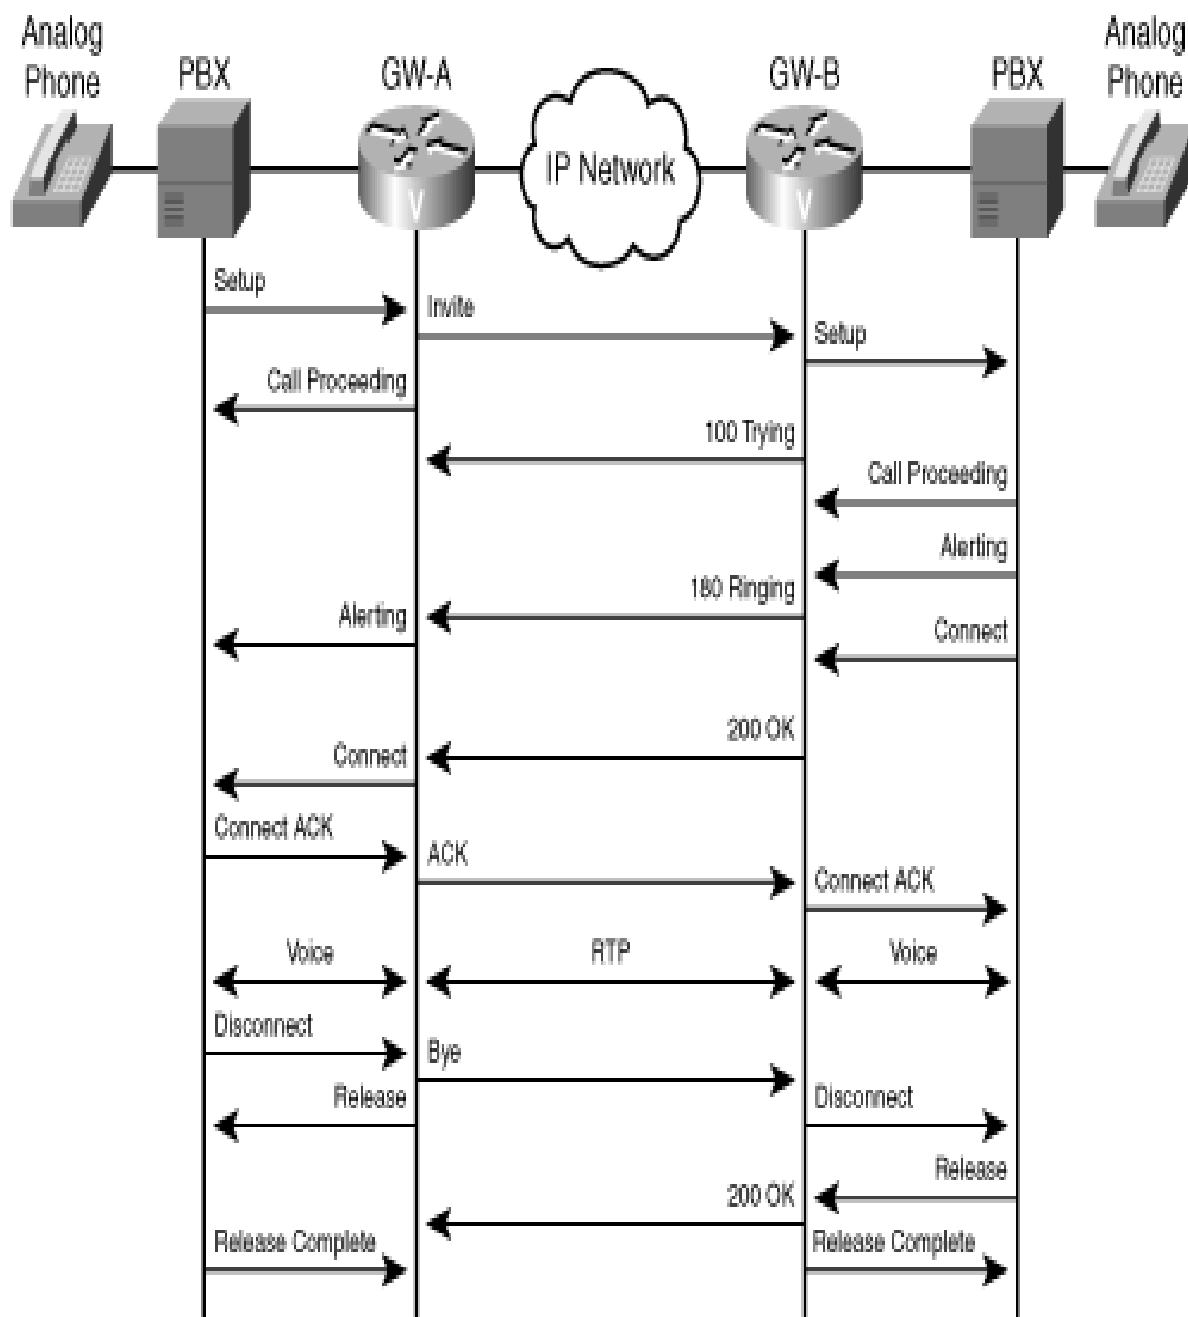 Analog
Phone
PBX
GW-A
GW-B
PBX
Analog
Phone
IP Network
V
V
Setup
Invite
Setup
Call Proceeding
100 Trying
Call Proceeding
Alerting
180 Ringing
Alerting
Connect
200 OK
Connect
Connect ACK
ACK
Connect ACK
Voice
RTP
Voice
Disconnect
Bye
Release
Disconnect
Release
200 OK
Release Complete
Release Complete